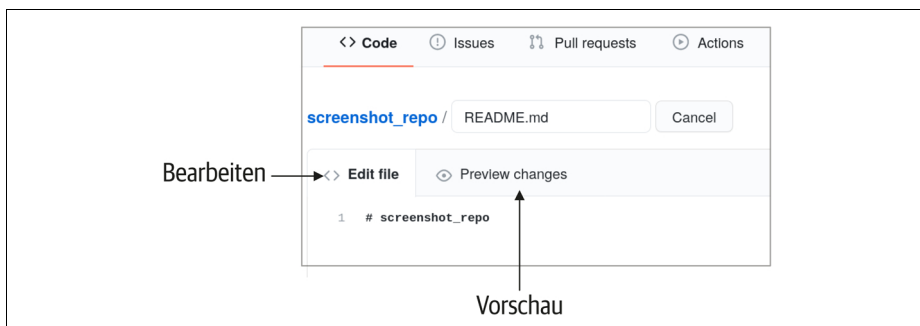 <> Code Issues Pull requests Actions
screenshot_repo / README.md Cancel
Bearbeiten <> Edit file Preview changes
1 # screenshot_repo
Vorschau